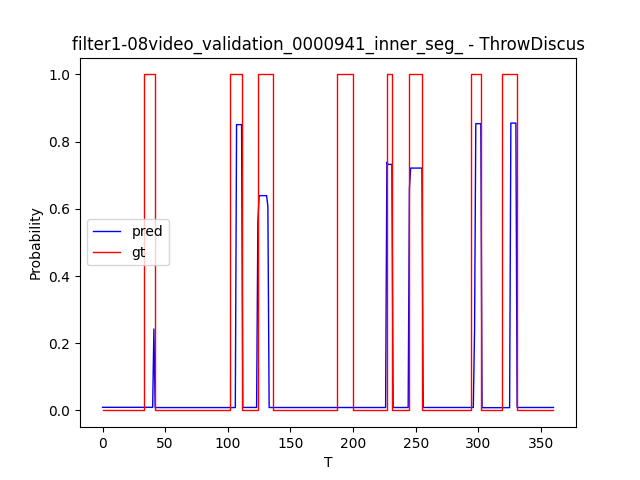 filter1-08video_validation_0000941_inner_seg_ - ThrowDiscus
1.0
0.8
0.6
0.4
0.2
0.0
Probability
pred
gt
0 50 100 150 200 250 300 350
T